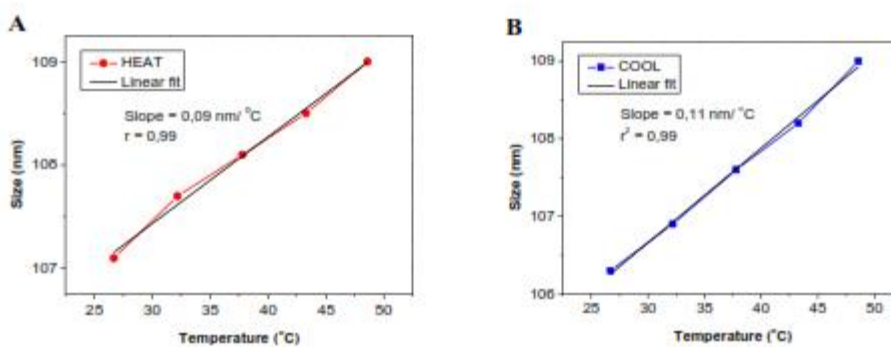 A
HEAT
Linear fit
Slope = 0,09 nm/ °C
r = 0,99
109
108
107
Size (nm)
25 30 35 40 45 50
Temperature (°C)
B
COOL
Linear fit
Slope = 0,11 nm/ °C
r² = 0,99
109
108
107
106
Size (nm)
25 30 35 40 45 50
Temperature (°C)